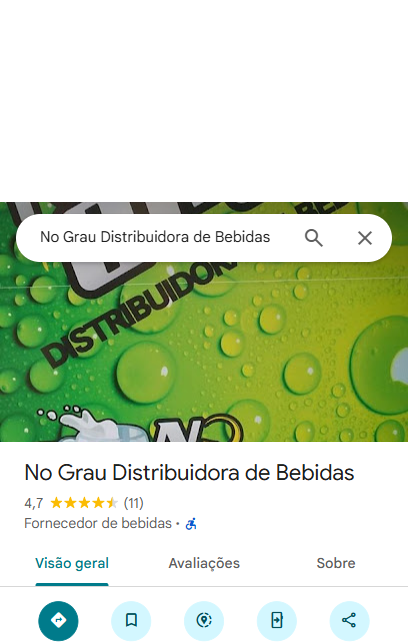 No Grau Distribuidora de Bebidas
DISTRIBUIDORA
No Grau Distribuidora de Bebidas
4,7 (11)
Fornecedor de bebidas ·
Visão geral Avaliações Sobre